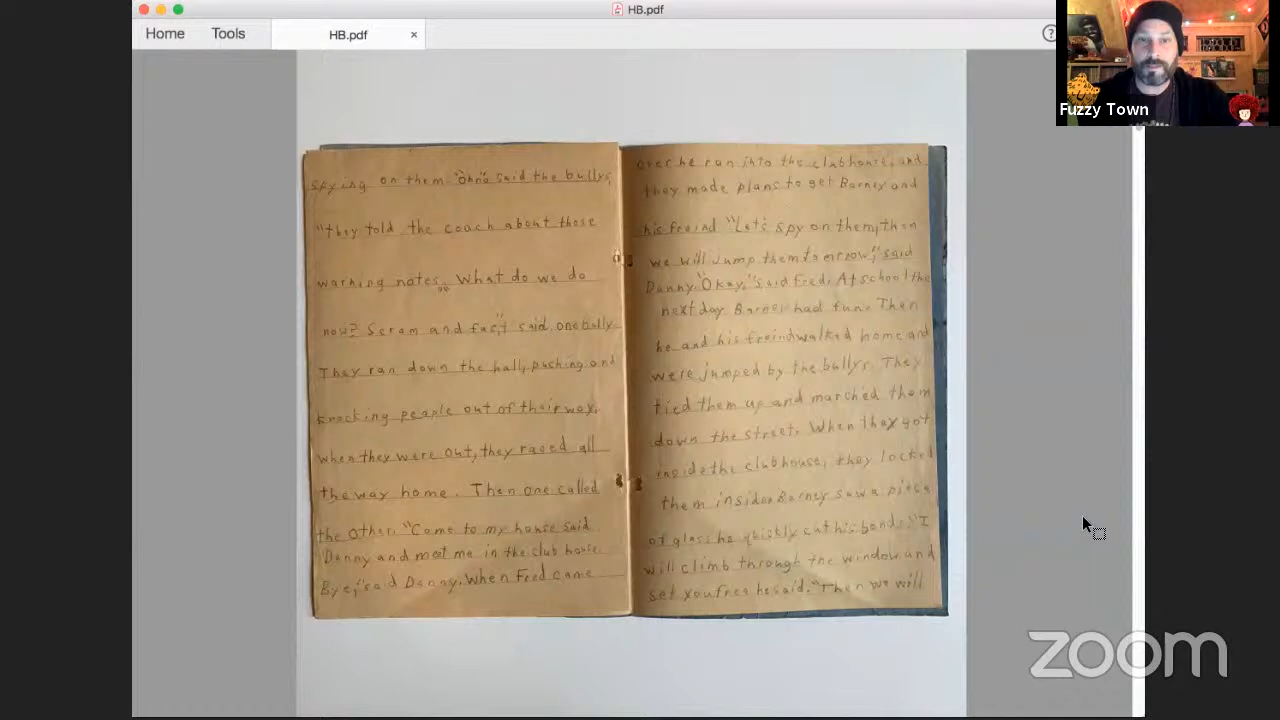 HB.pdf
Home
Tools
HB.pdf
×
?
Fuzzy Town
spying on them. "Oh no" said the bullys,
"They told the coach about those
warning notes. What do we do
now? Scram and fast," said one bully.
They ran down the hall, pushing and
knocking people out of their way.
When they were out, they raced all
the way home. Then one called
the other. "Come to my house said
Danny and meet me in the club house.
Bye," said Danny. When Fred came
over he ran into the clubhouse, and
they made plans to get Barney and
his freind "Let's spy on them, then
we will jump them tomorrow," said
Danny. "Okay," said Fred. At school the
next day Barney had fun. Then
he and his freind walked home and
were jumped by the bullys. They
tied them up and marched them
down the street. When they got
inside the clubhouse, they locked
them inside. Barney saw a piece
of glass he quickly cut his bonds. "I
will climb through the window and
set you free he said. "Then we will
zoom